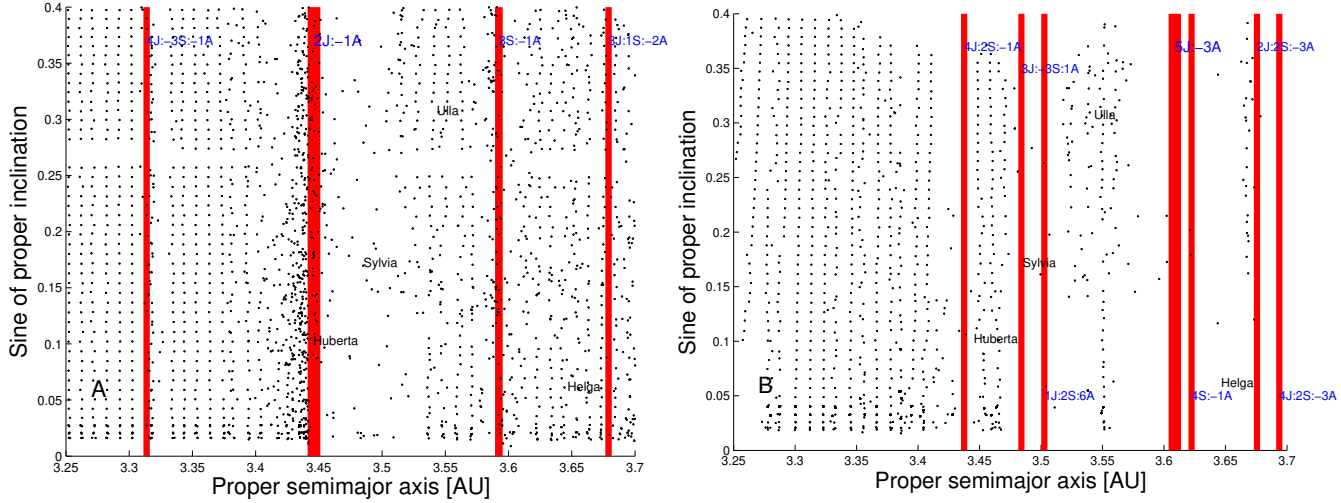 0.4
0.35
0.3
0.25
0.2
0.15
0.1
0.05
0
Sine of proper inclination
4J:-3S:-1A
2J:-1A
3S:-1A
3J:1S:-2A
Ulla
Sylvia
Huberta
Helga
A
3.25 3.3 3.35 3.4 3.45 3.5 3.55 3.6 3.65 3.7
Proper semimajor axis [AU]
0.4
0.35
0.3
0.25
0.2
0.15
0.1
0.05
0
Sine of proper inclination
4J:2S:-1A
3J:-3S:1A
5J:-3A
2J:2S:-3A
Ulla
Sylvia
Huberta
Helga
B
1J:2S:6A
4S:-1A
4J:2S:-3A
3.25 3.3 3.35 3.4 3.45 3.5 3.55 3.6 3.65 3.7
Proper semimajor axis [AU]